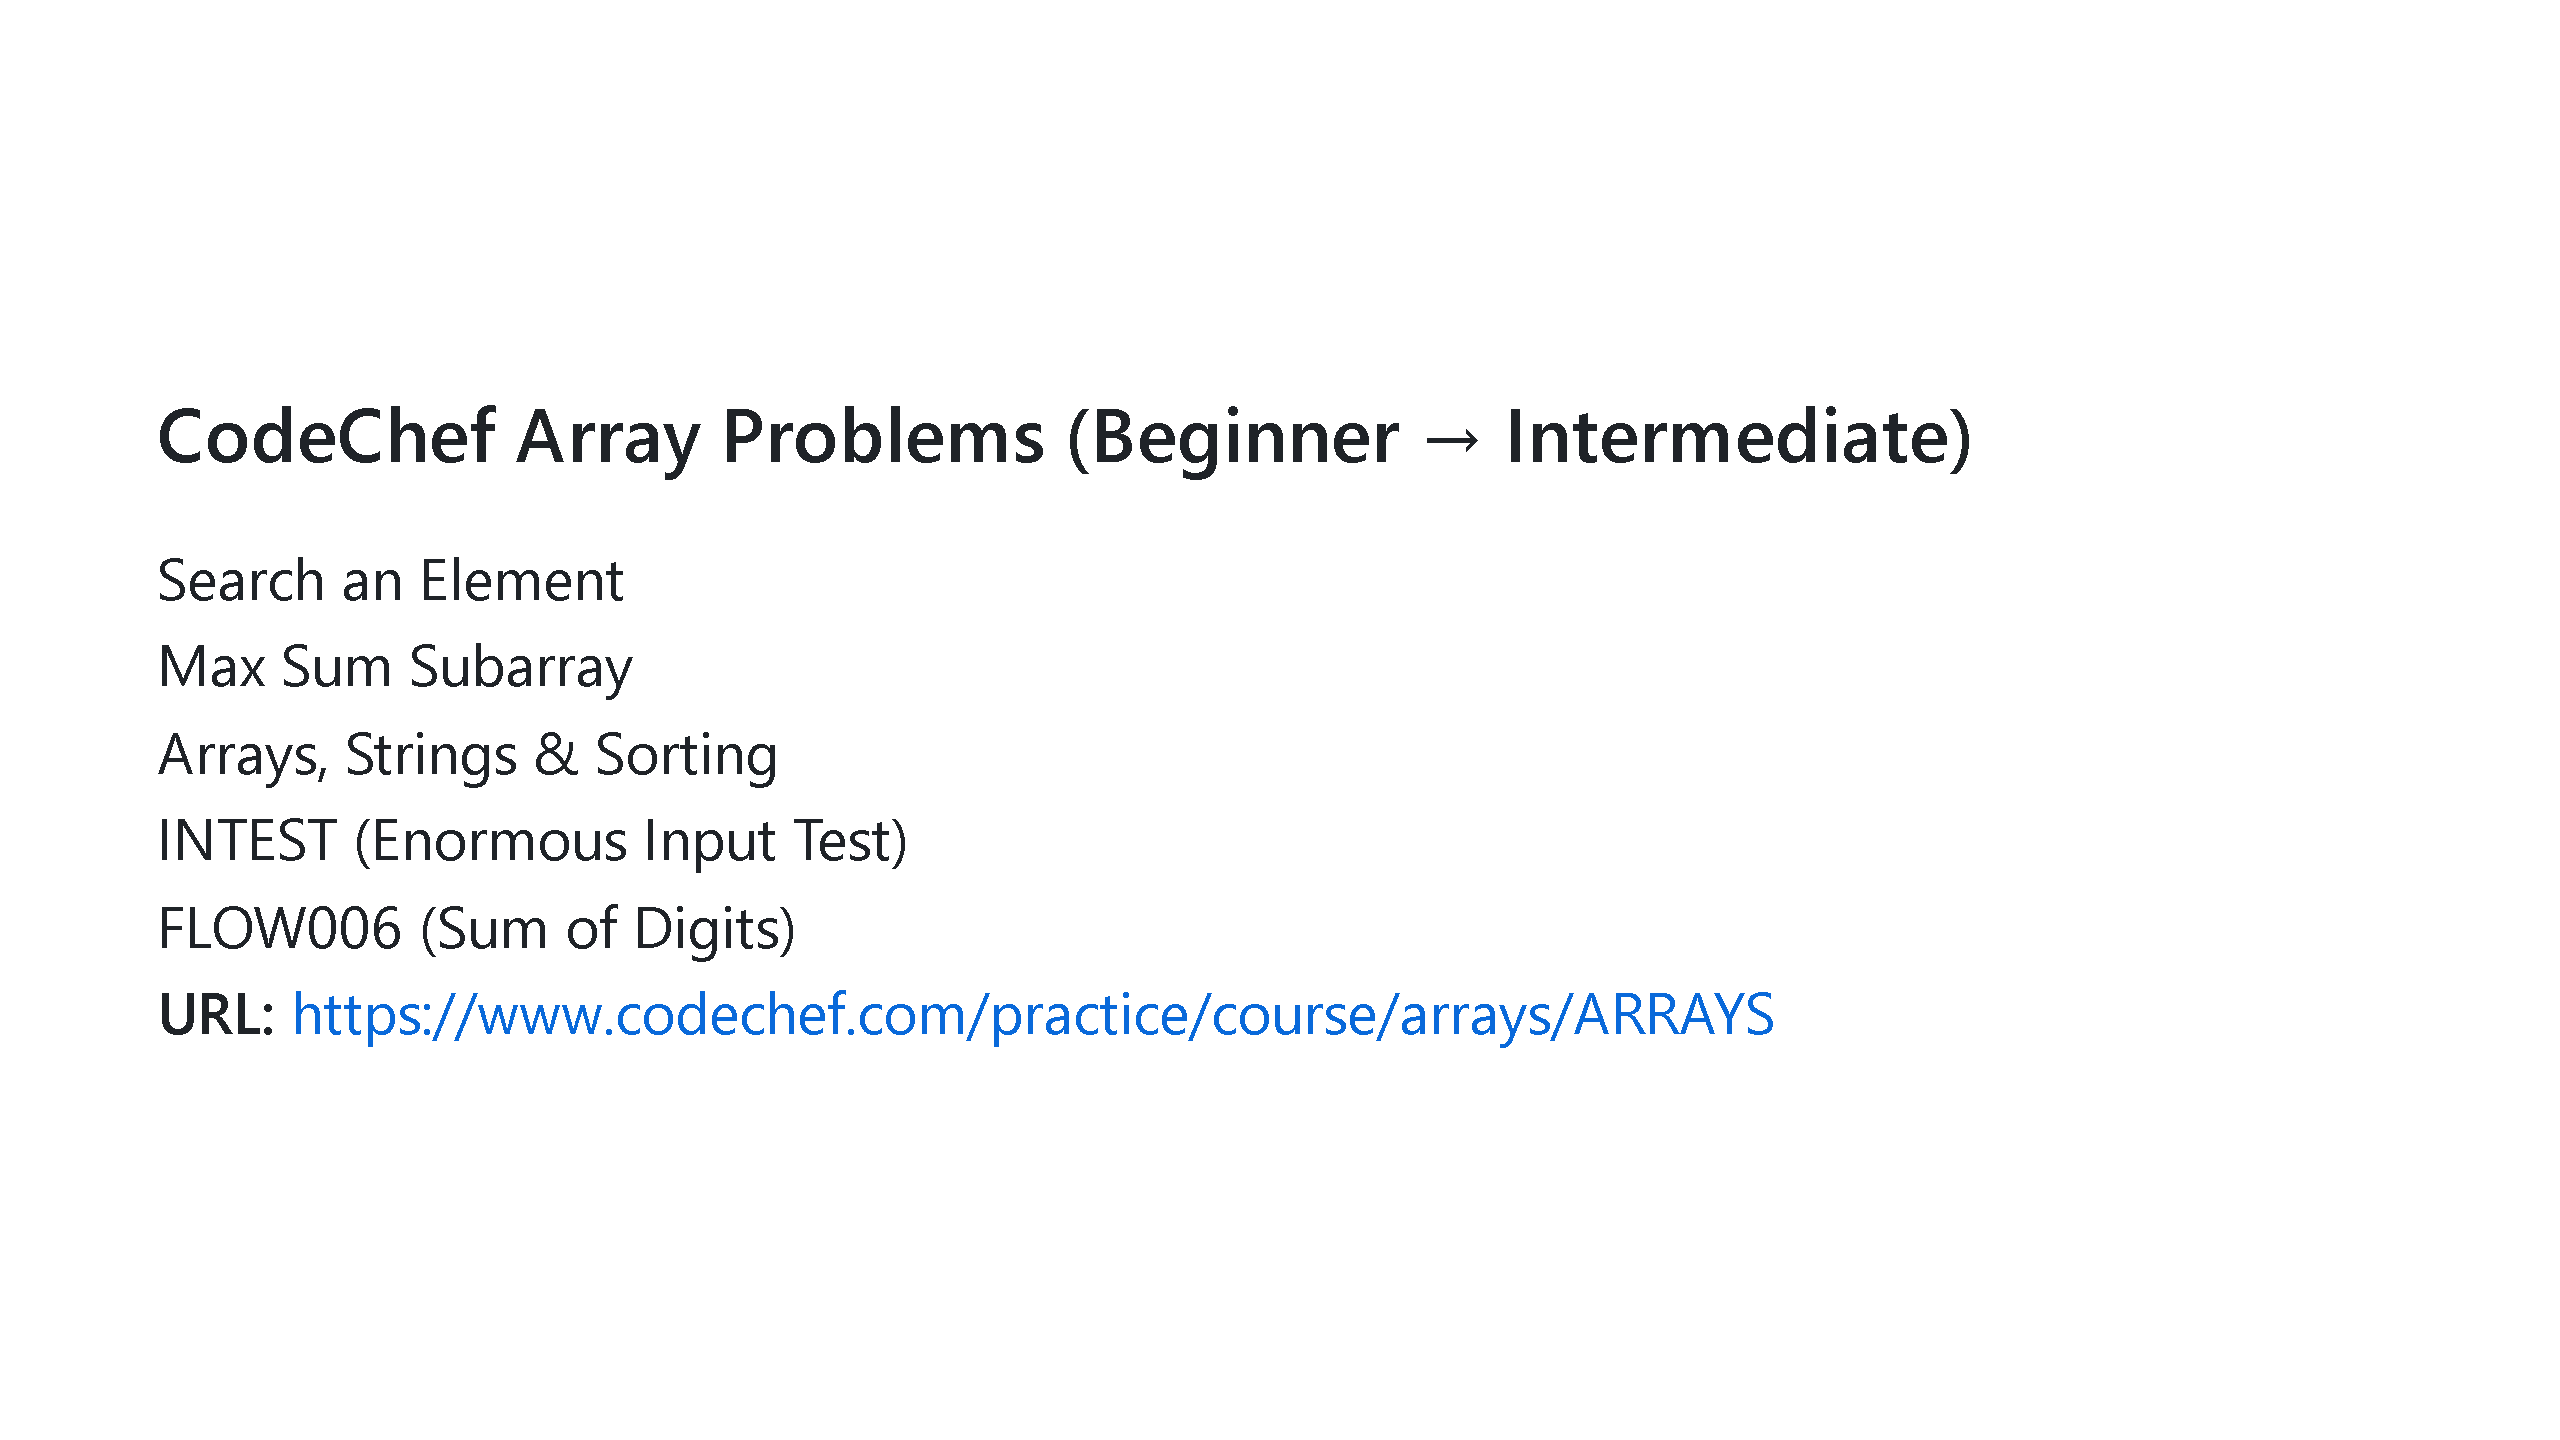 CodeChef Array Problems (Beginner → Intermediate)
Search an Element
Max Sum Subarray
Arrays, Strings & Sorting
INTEST (Enormous Input Test)
FLOW006 (Sum of Digits)
URL: https://www.codechef.com/practice/course/arrays/ARRAYS